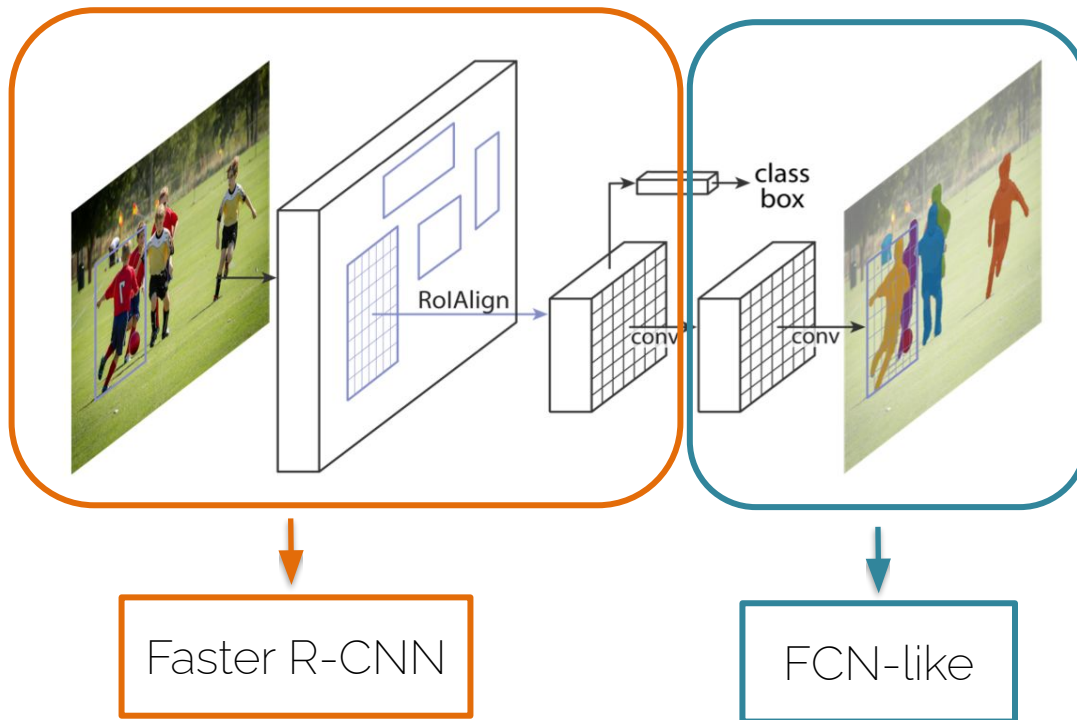 class
box
RoIAlign
conv
conv
Faster R-CNN
FCN-like